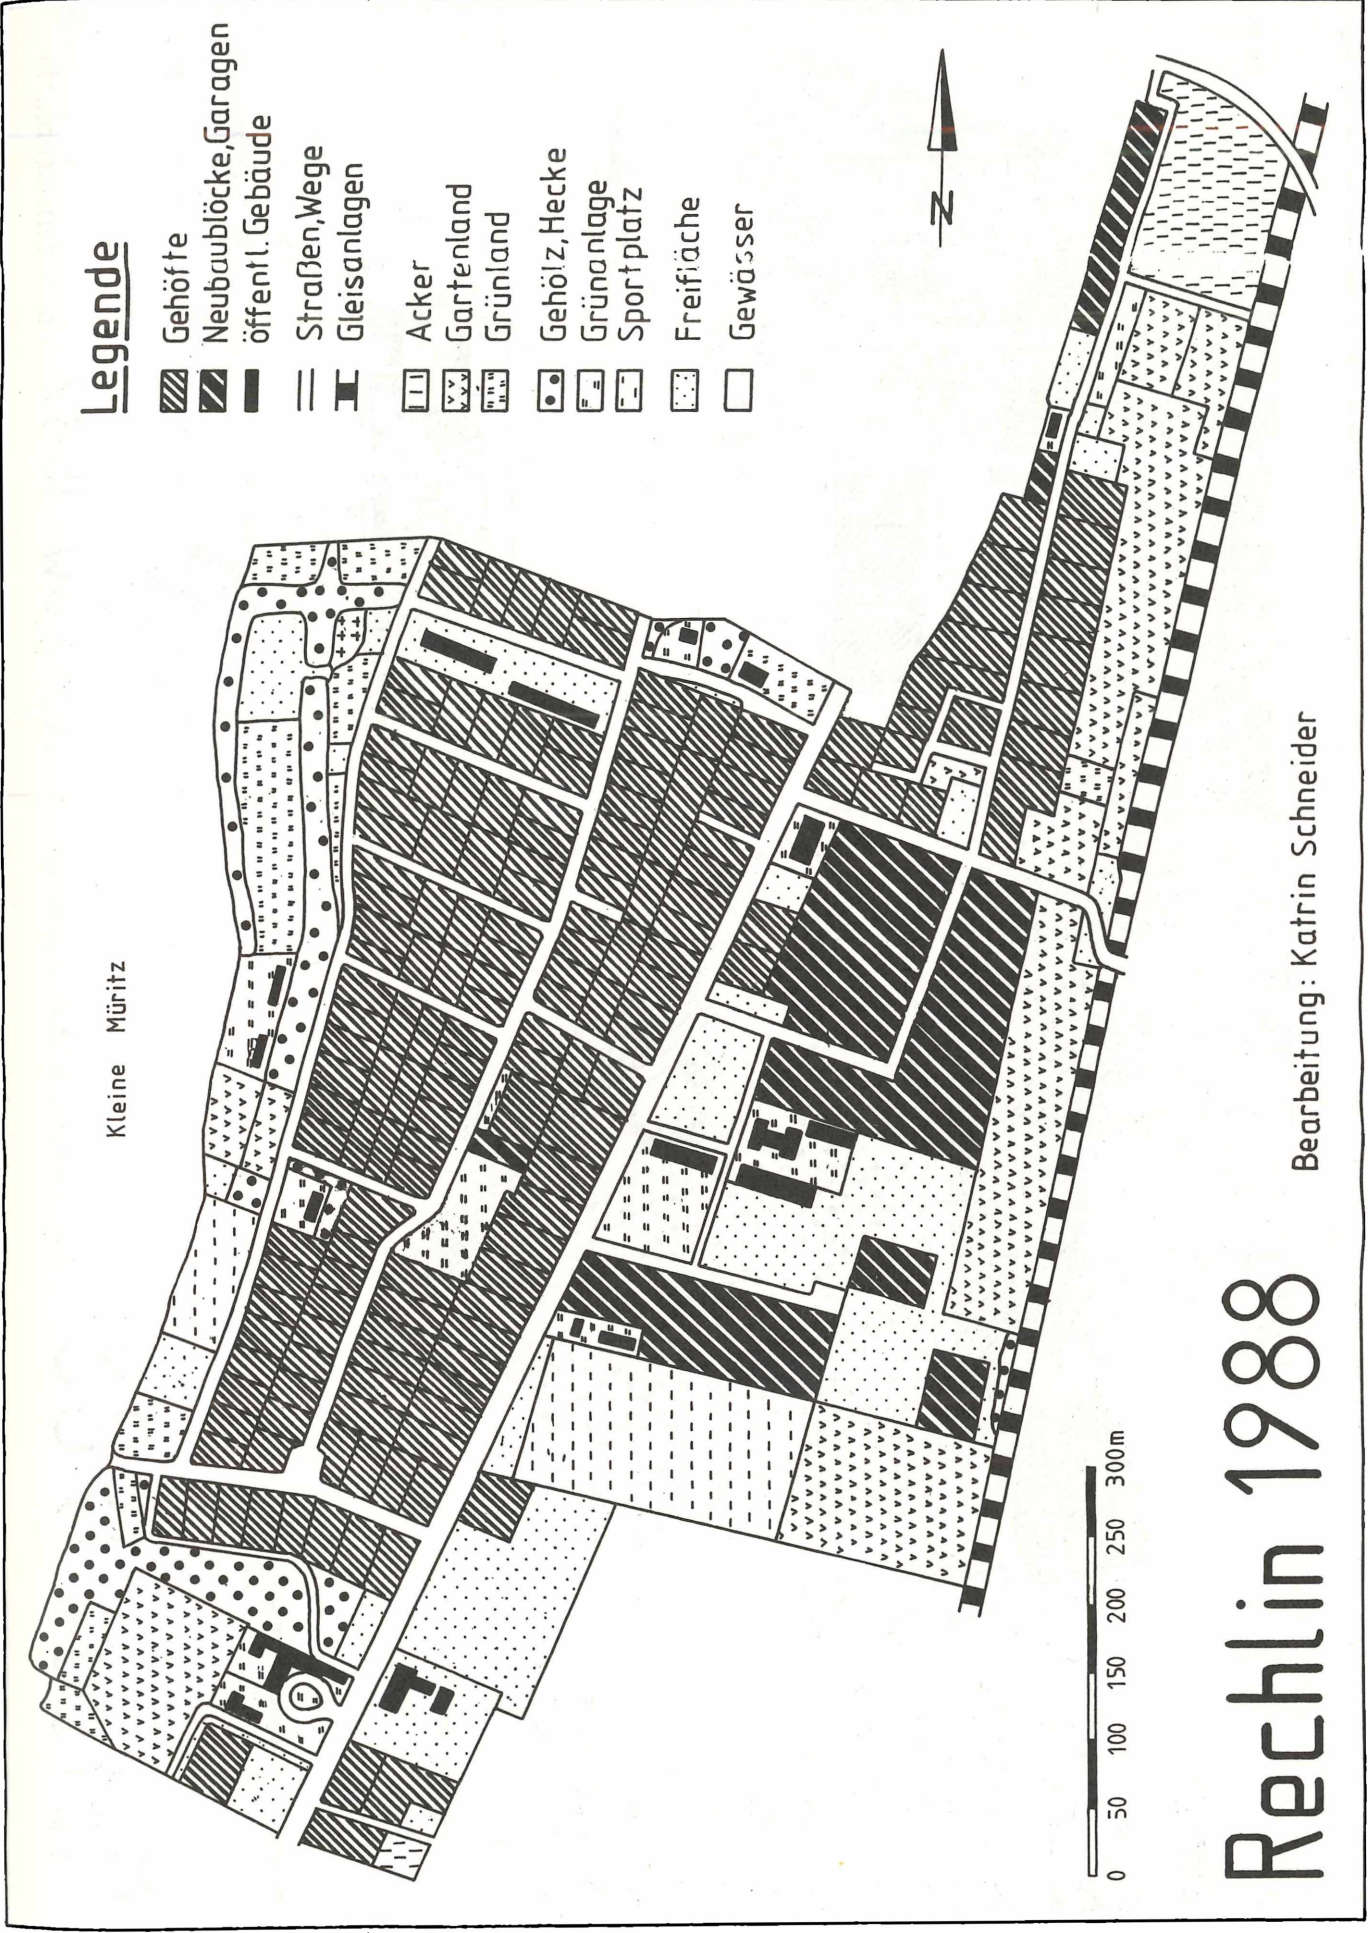 Legende
Gehöfte
Neubaublöcke,Garagen
öffentl. Gebäude
Straßen,Wege
Gleisanlagen
Acker
Gartenland
Grünland
Gehölz,Hecke
Grünanlage
Sportplatz
Freifläche
Gewässer
N
Kleine Müritz
0 50 100 150 200 250 300m
Rechlin 1988
Bearbeitung: Katrin Schneider